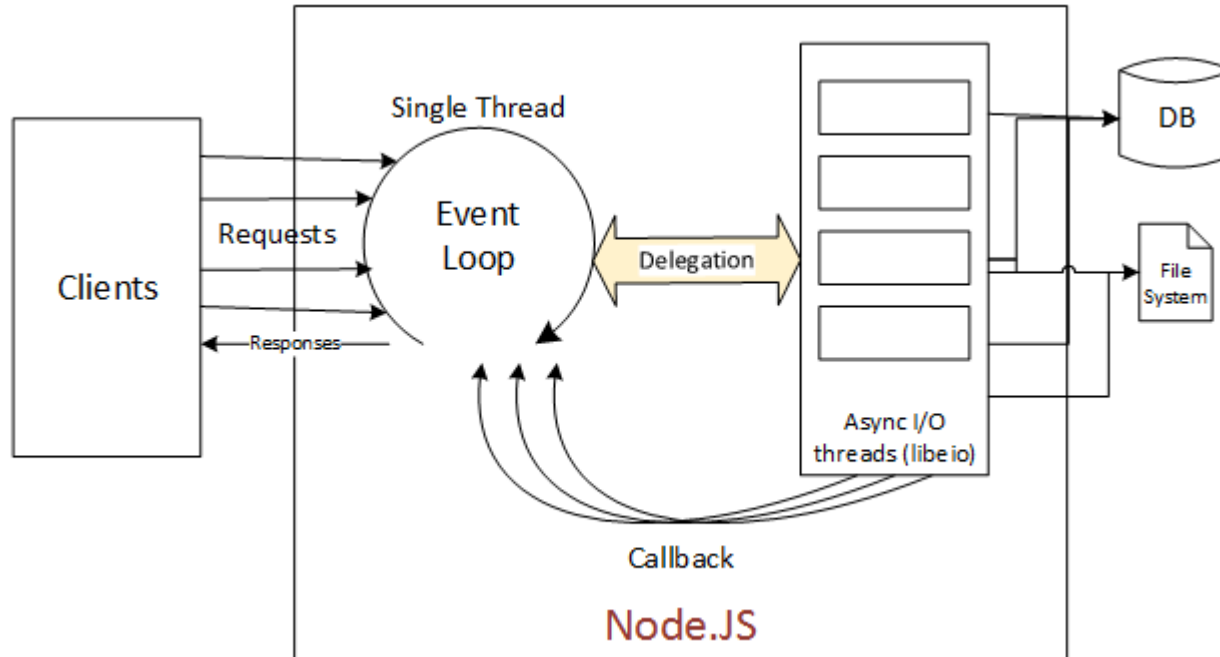 Single Thread
DB
Event
Loop
Requests
Delegation
Clients
File
System
Responses
Async I/O
threads (libeio)
Callback
Node.JS